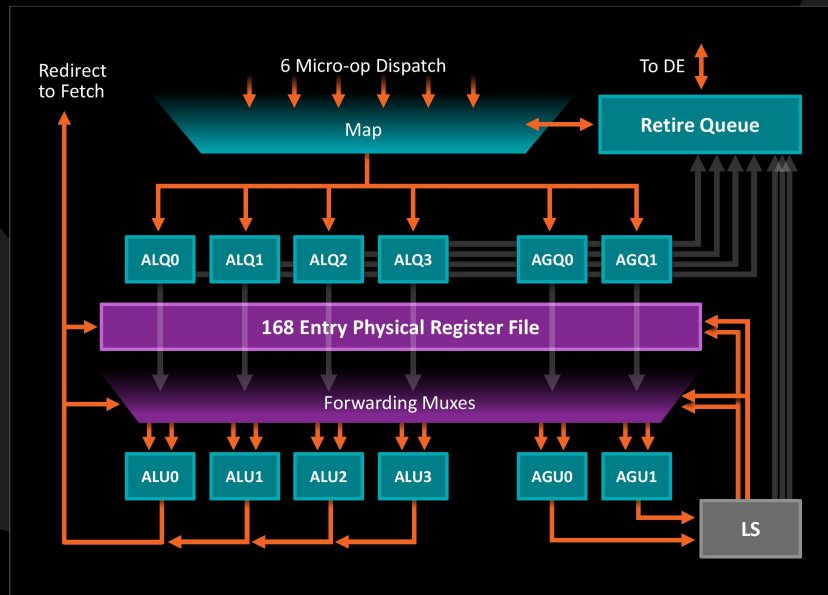 6 Micro-op Dispatch
To DE
Redirect
to Fetch
Map
Retire Queue
ALQ0
ALQ1
ALQ2
ALQ3
AGQ0
AGQ1
168 Entry Physical Register File
Forwarding Muxes
ALU0
ALU1
ALU2
ALU3
AGU0
AGU1
LS